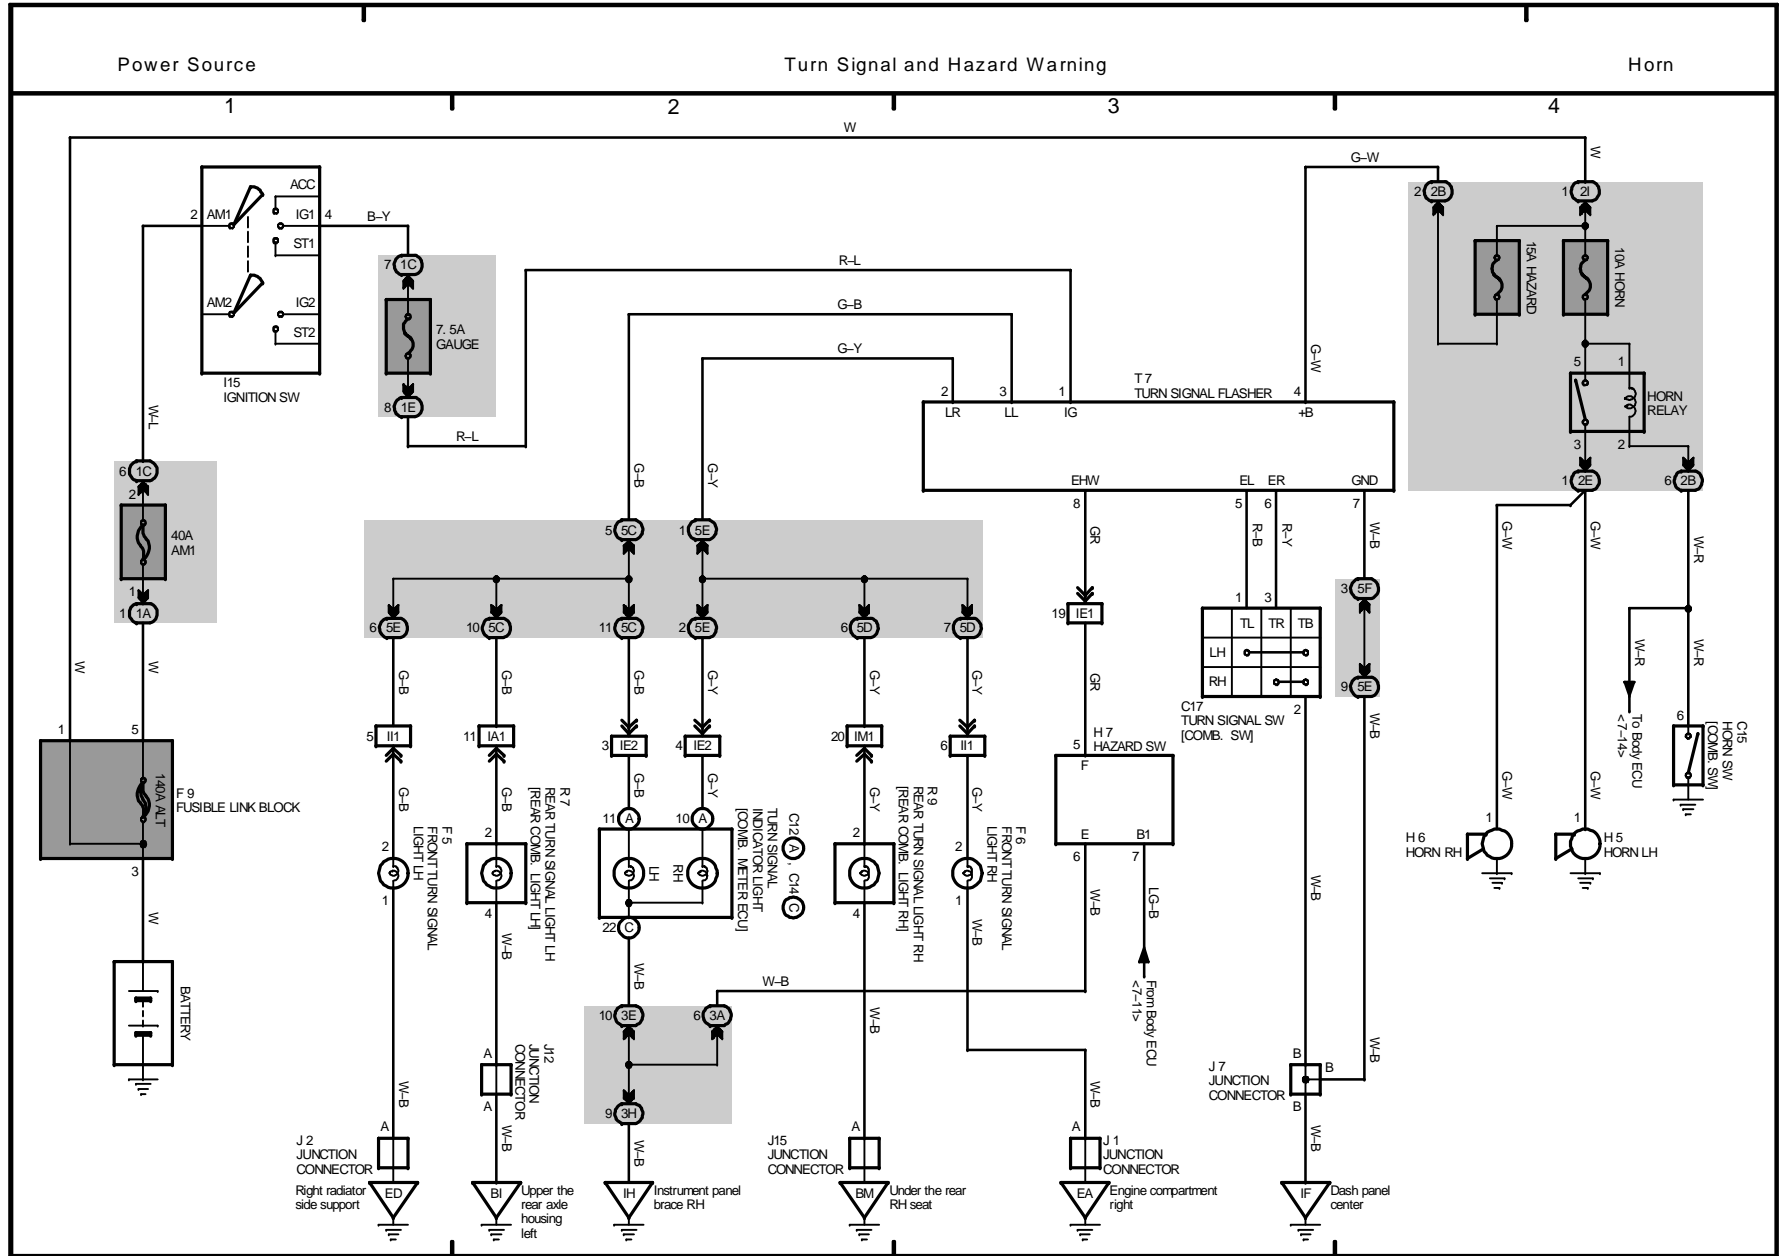 Power Source
Turn Signal and Hazard Warning
Horn
1
2
3
4
W
W
G–W
2 2B
1 2I
ACC
2 AM1
IG1 4
B–Y
ST1
AM2
IG2
ST2
I15
IGNITION SW
7 1C
7. 5A
GAUGE
8 1E
R–L
R–L
G–B
G–Y
15A HAZARD
10A HORN
G–W
T 7
TURN SIGNAL FLASHER
2
3
1
4
LR
LL
IG
+B
EHW
EL
ER
GND
8
5
6
7
5
1
HORN
RELAY
3
2
1 2E
6 2B
W–L
6 1C
2
40A
AM1
1
1 1A
W
W
G–B
G–Y
5 5C
1 5E
GR
R–B
R–Y
W–B
G–W
G–W
W–R
6 5E
10 5C
11 5C
2 5E
6 5D
7 5D
19 IE1
1
3
TL
TR
TB
LH
RH
C17
TURN SIGNAL SW
[COMB. SW]
2
3 5F
9 5E
W–R
W–R
To Body ECU
<7–14>
G–B
G–B
G–B
G–Y
G–Y
G–Y
GR
W–B
1
5
140A ALT
F 9
FUSIBLE LINK BLOCK
3
5 II1
11 IA1
3 IE2
4 IE2
20 IM1
6 II1
H 7
HAZARD SW
5
F
E
B1
6
7
6
C15
HORN SW
[COMB. SW]
G–B
G–B
G–B
G–Y
G–Y
G–Y
G–W
G–W
11 A
10 A
LH
RH
22 C
C12 A , C14 C
TURN SIGNAL
INDICATOR LIGHT
[COMB. METER ECU]
2
1
F 5
FRONT TURN SIGNAL
LIGHT LH
2
4
R 7
REAR TURN SIGNAL LIGHT LH
[REAR COMB. LIGHT LH]
2
4
R 9
REAR TURN SIGNAL LIGHT RH
[REAR COMB. LIGHT RH]
2
1
F 6
FRONT TURN SIGNAL
LIGHT RH
1
H 6
HORN RH
1
H 5
HORN LH
W
BATTERY
W–B
W–B
W–B
W–B
LG–B
W–B
W–B
From Body ECU
<7–11>
10 3E
6 3A
9 3H
W–B
W–B
A
J12
JUNCTION
CONNECTOR
A
J 7
JUNCTION
CONNECTOR
B
B
B
W–B
W–B
W–B
W–B
W–B
W–B
J 2
JUNCTION
CONNECTOR
A
J15
JUNCTION
CONNECTOR
A
A
J 1
JUNCTION
CONNECTOR
Right radiator
side support
ED
BI
Upper the
rear axle
housing
left
IH
Instrument panel
brace RH
BM
Under the rear
RH seat
EA
Engine compartment
right
IF
Dash panel
center